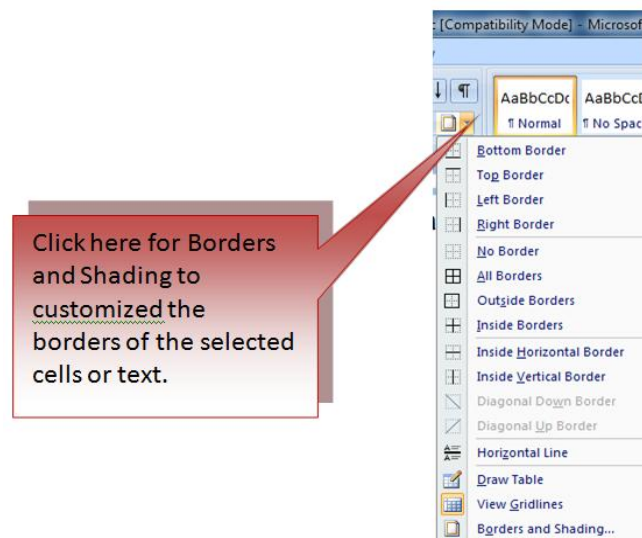 [Compatibility Mode] - Microsof
AaBbCcDc AaBbCcD
¶ Normal ¶ No Spac
Bottom Border
Top Border
Left Border
Right Border
No Border
All Borders
Outside Borders
Inside Borders
Inside Horizontal Border
Inside Vertical Border
Diagonal Down Border
Diagonal Up Border
Horizontal Line
Draw Table
View Gridlines
Borders and Shading...
Click here for Borders
and Shading to
customized the
borders of the selected
cells or text.